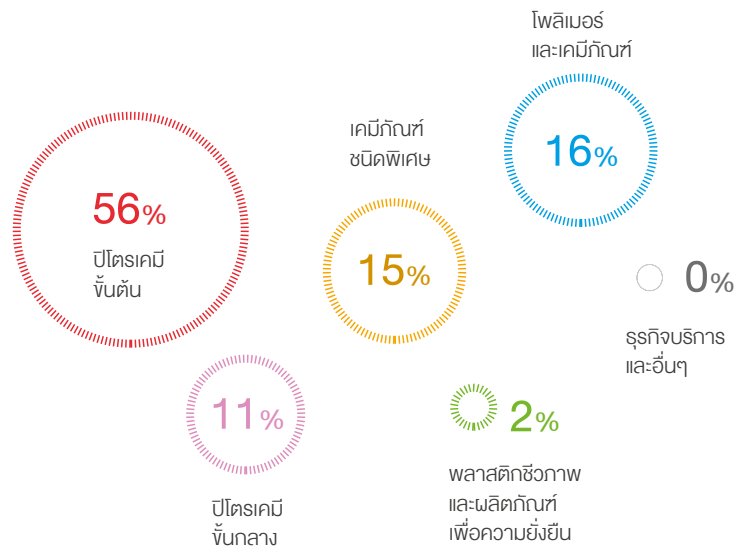 โพลิเมอร์
และเคมีภัณฑ์
16%
เคมีภัณฑ์
ชนิดพิเศษ
15%
56%
ปิโตรเคมี
ขั้นต้น
0%
ธุรกิจบริการ
และอื่นๆ
11%
ปิโตรเคมี
ขั้นกลาง
2%
พลาสติกชีวภาพ
และผลิตภัณฑ์
เพื่อความยั่งยืน